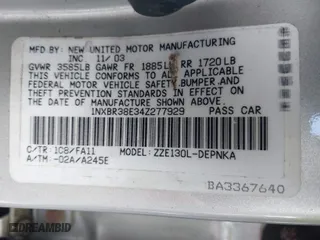 MFD. BY: NEW UNITED MOTOR MANUFACTURING
INC 11/03
GVWR 3585LB GAWR FR 1885LB RR 1720LB
THIS VEHICLE CONFORMS TO ALL APPLICABLE
FEDERAL MOTOR VEHICLE SAFETY, BUMPER, AND
THEFT PREVENTION STANDARDS IN EFFECT ON
THE DATE OF MANUFACTURE SHOWN ABOVE.
1NXBR38E34Z277929 PASS CAR
C/TR: 1C8/FA11 MODEL: ZZE130L-DEPNKA
A/TM: -02A/A245E
BA3367640